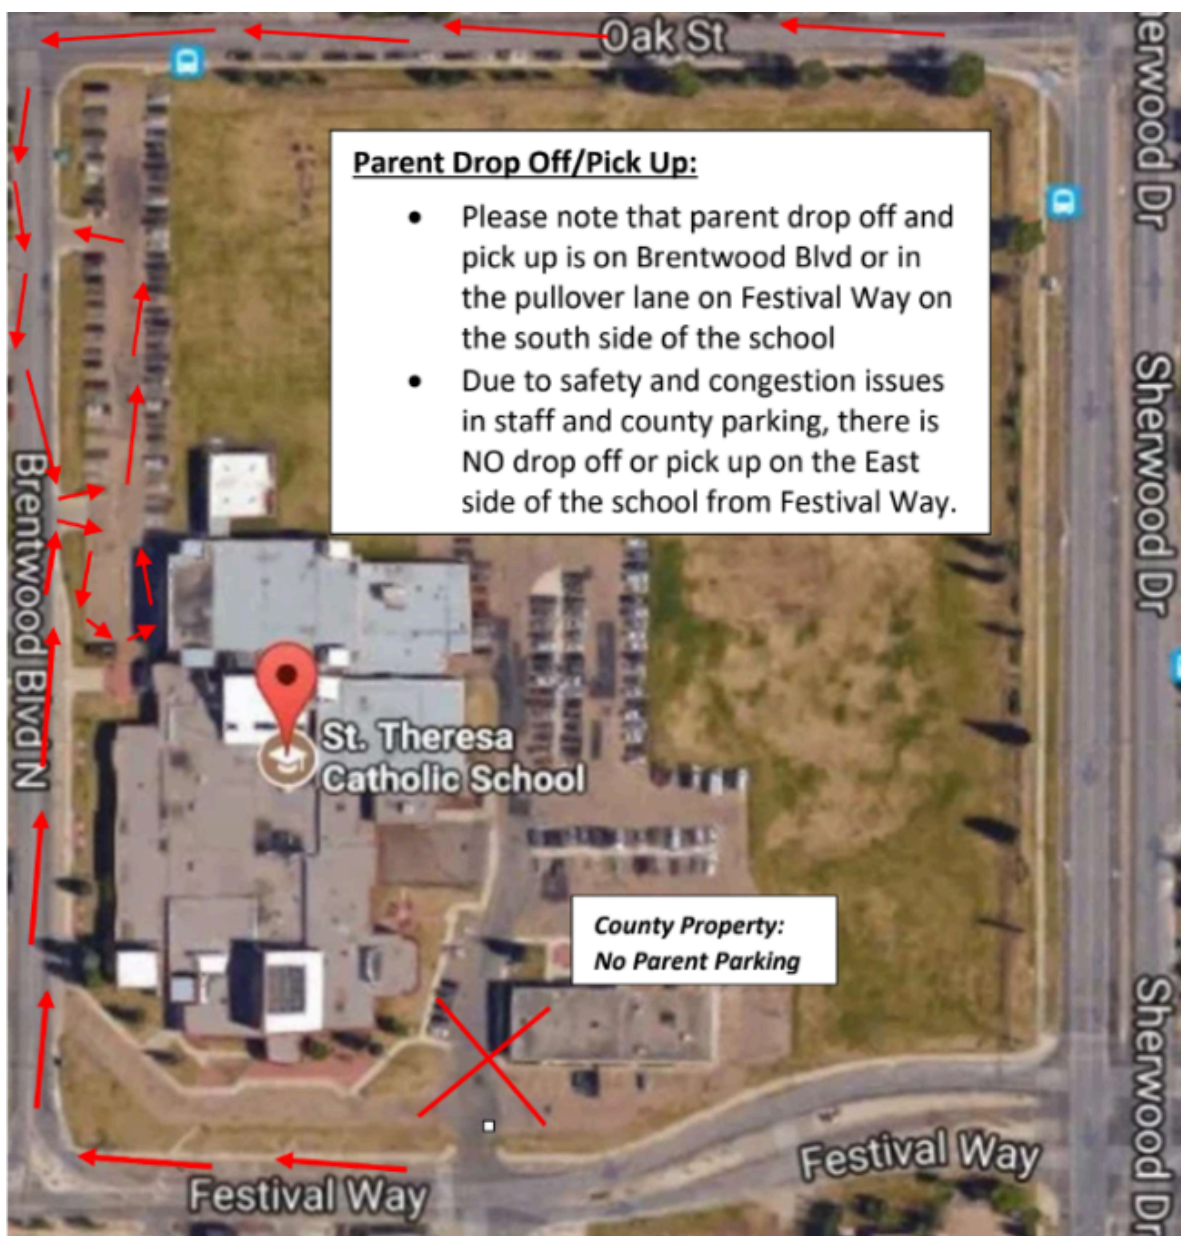 Oak St
herwood Dr
Parent Drop Off/Pick Up:
• Please note that parent drop off and
pick up is on Brentwood Blvd or in
the pullover lane on Festival Way on
the south side of the school
• Due to safety and congestion issues
in staff and county parking, there is
NO drop off or pick up on the East
side of the school from Festival Way.
Sherwood Dr
Brentwood Blvd N
St. Theresa
Catholic School
County Property:
No Parent Parking
Sherwood Dr
Festival Way
Festival Way